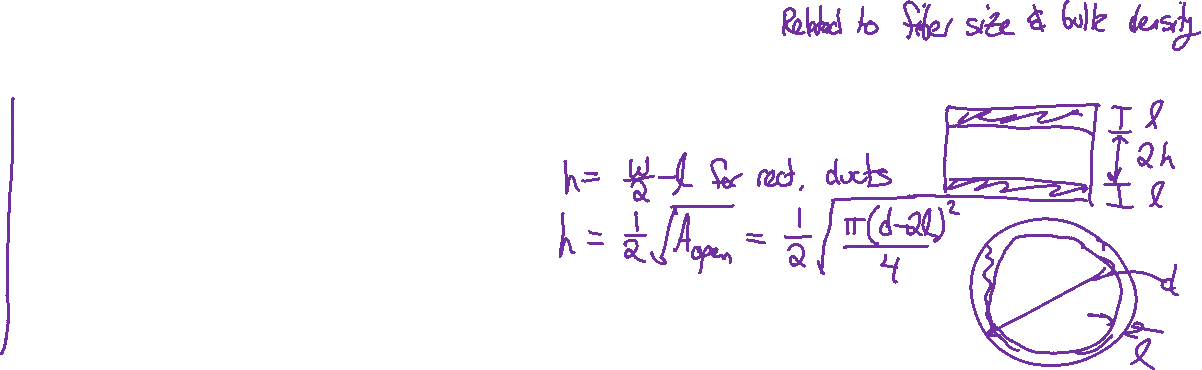 Related to fiber size & bulk density
l
2h
l
h = w/2 - l for rect. ducts
h = 1/2 √A_open = 1/2 √(π(d-2l)²/4)
d
l